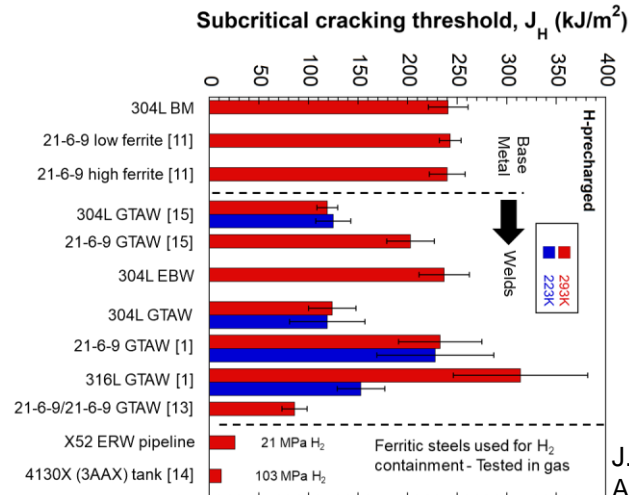 Subcritical cracking threshold, J_H (kJ/m²)
0 50 100 150 200 250 300 350 400
304L BM
21-6-9 low ferrite [11]
21-6-9 high ferrite [11]
304L GTAW [15]
21-6-9 GTAW [15]
304L EBW
304L GTAW
21-6-9 GTAW [1]
316L GTAW [1]
21-6-9/21-6-9 GTAW [13]
X52 ERW pipeline
4130X (3AAX) tank [14]
H-precharged
Base
Metal
Welds
293K
223K
21 MPa H₂
103 MPa H₂
Ferritic steels used for H₂
containment - Tested in gas
J.
A